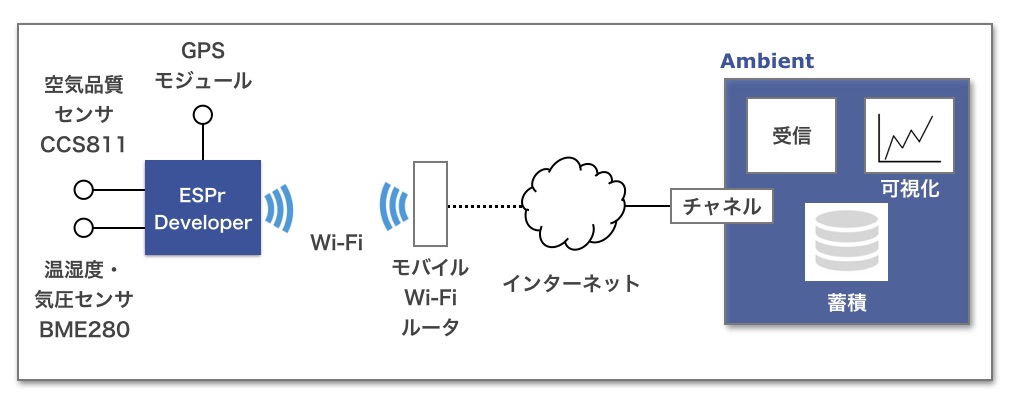 GPS
モジュール
空気品質
センサ
CCS811
ESPr
Developer
温湿度・
気圧センサ
BME280
Wi-Fi
モバイル
Wi-Fi
ルータ
インターネット
チャネル
Ambient
受信
可視化
蓄積